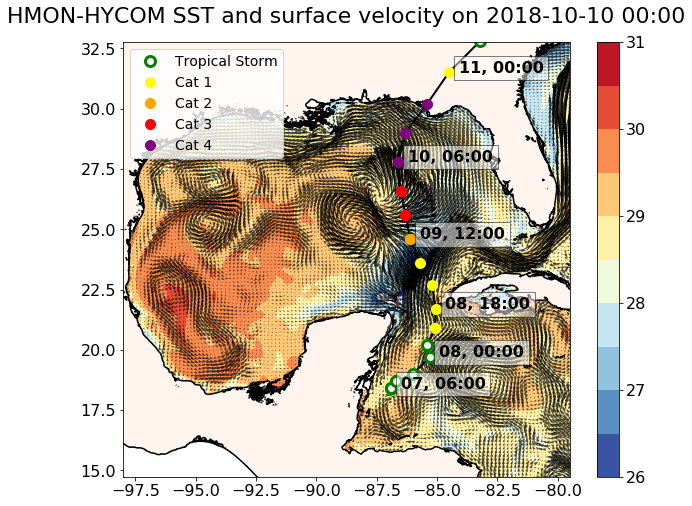 HMON-HYCOM SST and surface velocity on 2018-10-10 00:00
32.5
30.0
27.5
25.0
22.5
20.0
17.5
15.0
Tropical Storm
Cat 1
Cat 2
Cat 3
Cat 4
11, 00:00
10, 06:00
09, 12:00
08, 18:00
08, 00:00
07, 06:00
−97.5 −95.0 −92.5 −90.0 −87.5 −85.0 −82.5 −80.0
31
30
29
28
27
26